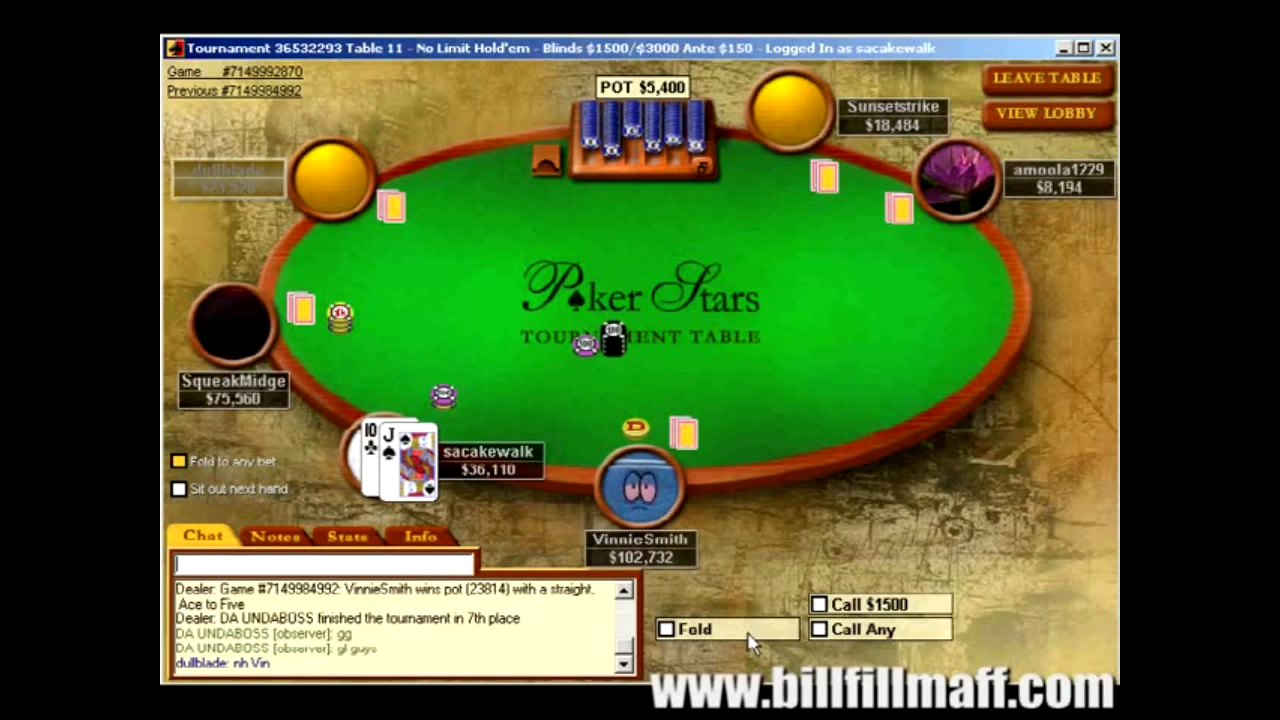 Tournament 36532293 Table 11 - No Limit Hold'em - Blinds $1500/$3000 Ante $150 - Logged In as sacakewalk
Game #7149992870
Previous #7149984992
POT $5,400
LEAVE TABLE
VIEW LOBBY
Sunsetstrike
$18,484
amoola1229
$8,194
dullblade
Poker Stars
TOURNAMENT TABLE
SqueakMidge
$75,560
D
10 J
sacakewalk
$36,110
Fold to any bet
Sit out next hand
VinnieSmith
$102,732
Chat Notes Stats Info
Dealer: Game #7149984992: VinnieSmith wins pot (23814) with a straight,
Ace to Five
Dealer: DA UNDABOSS finished the tournament in 7th place
DA UNDABOSS [observer]: gg
DA UNDABOSS [observer]: gl guys
dullblade: nh Vin
Fold
Call $1500
Call Any
www.billfillmaff.com